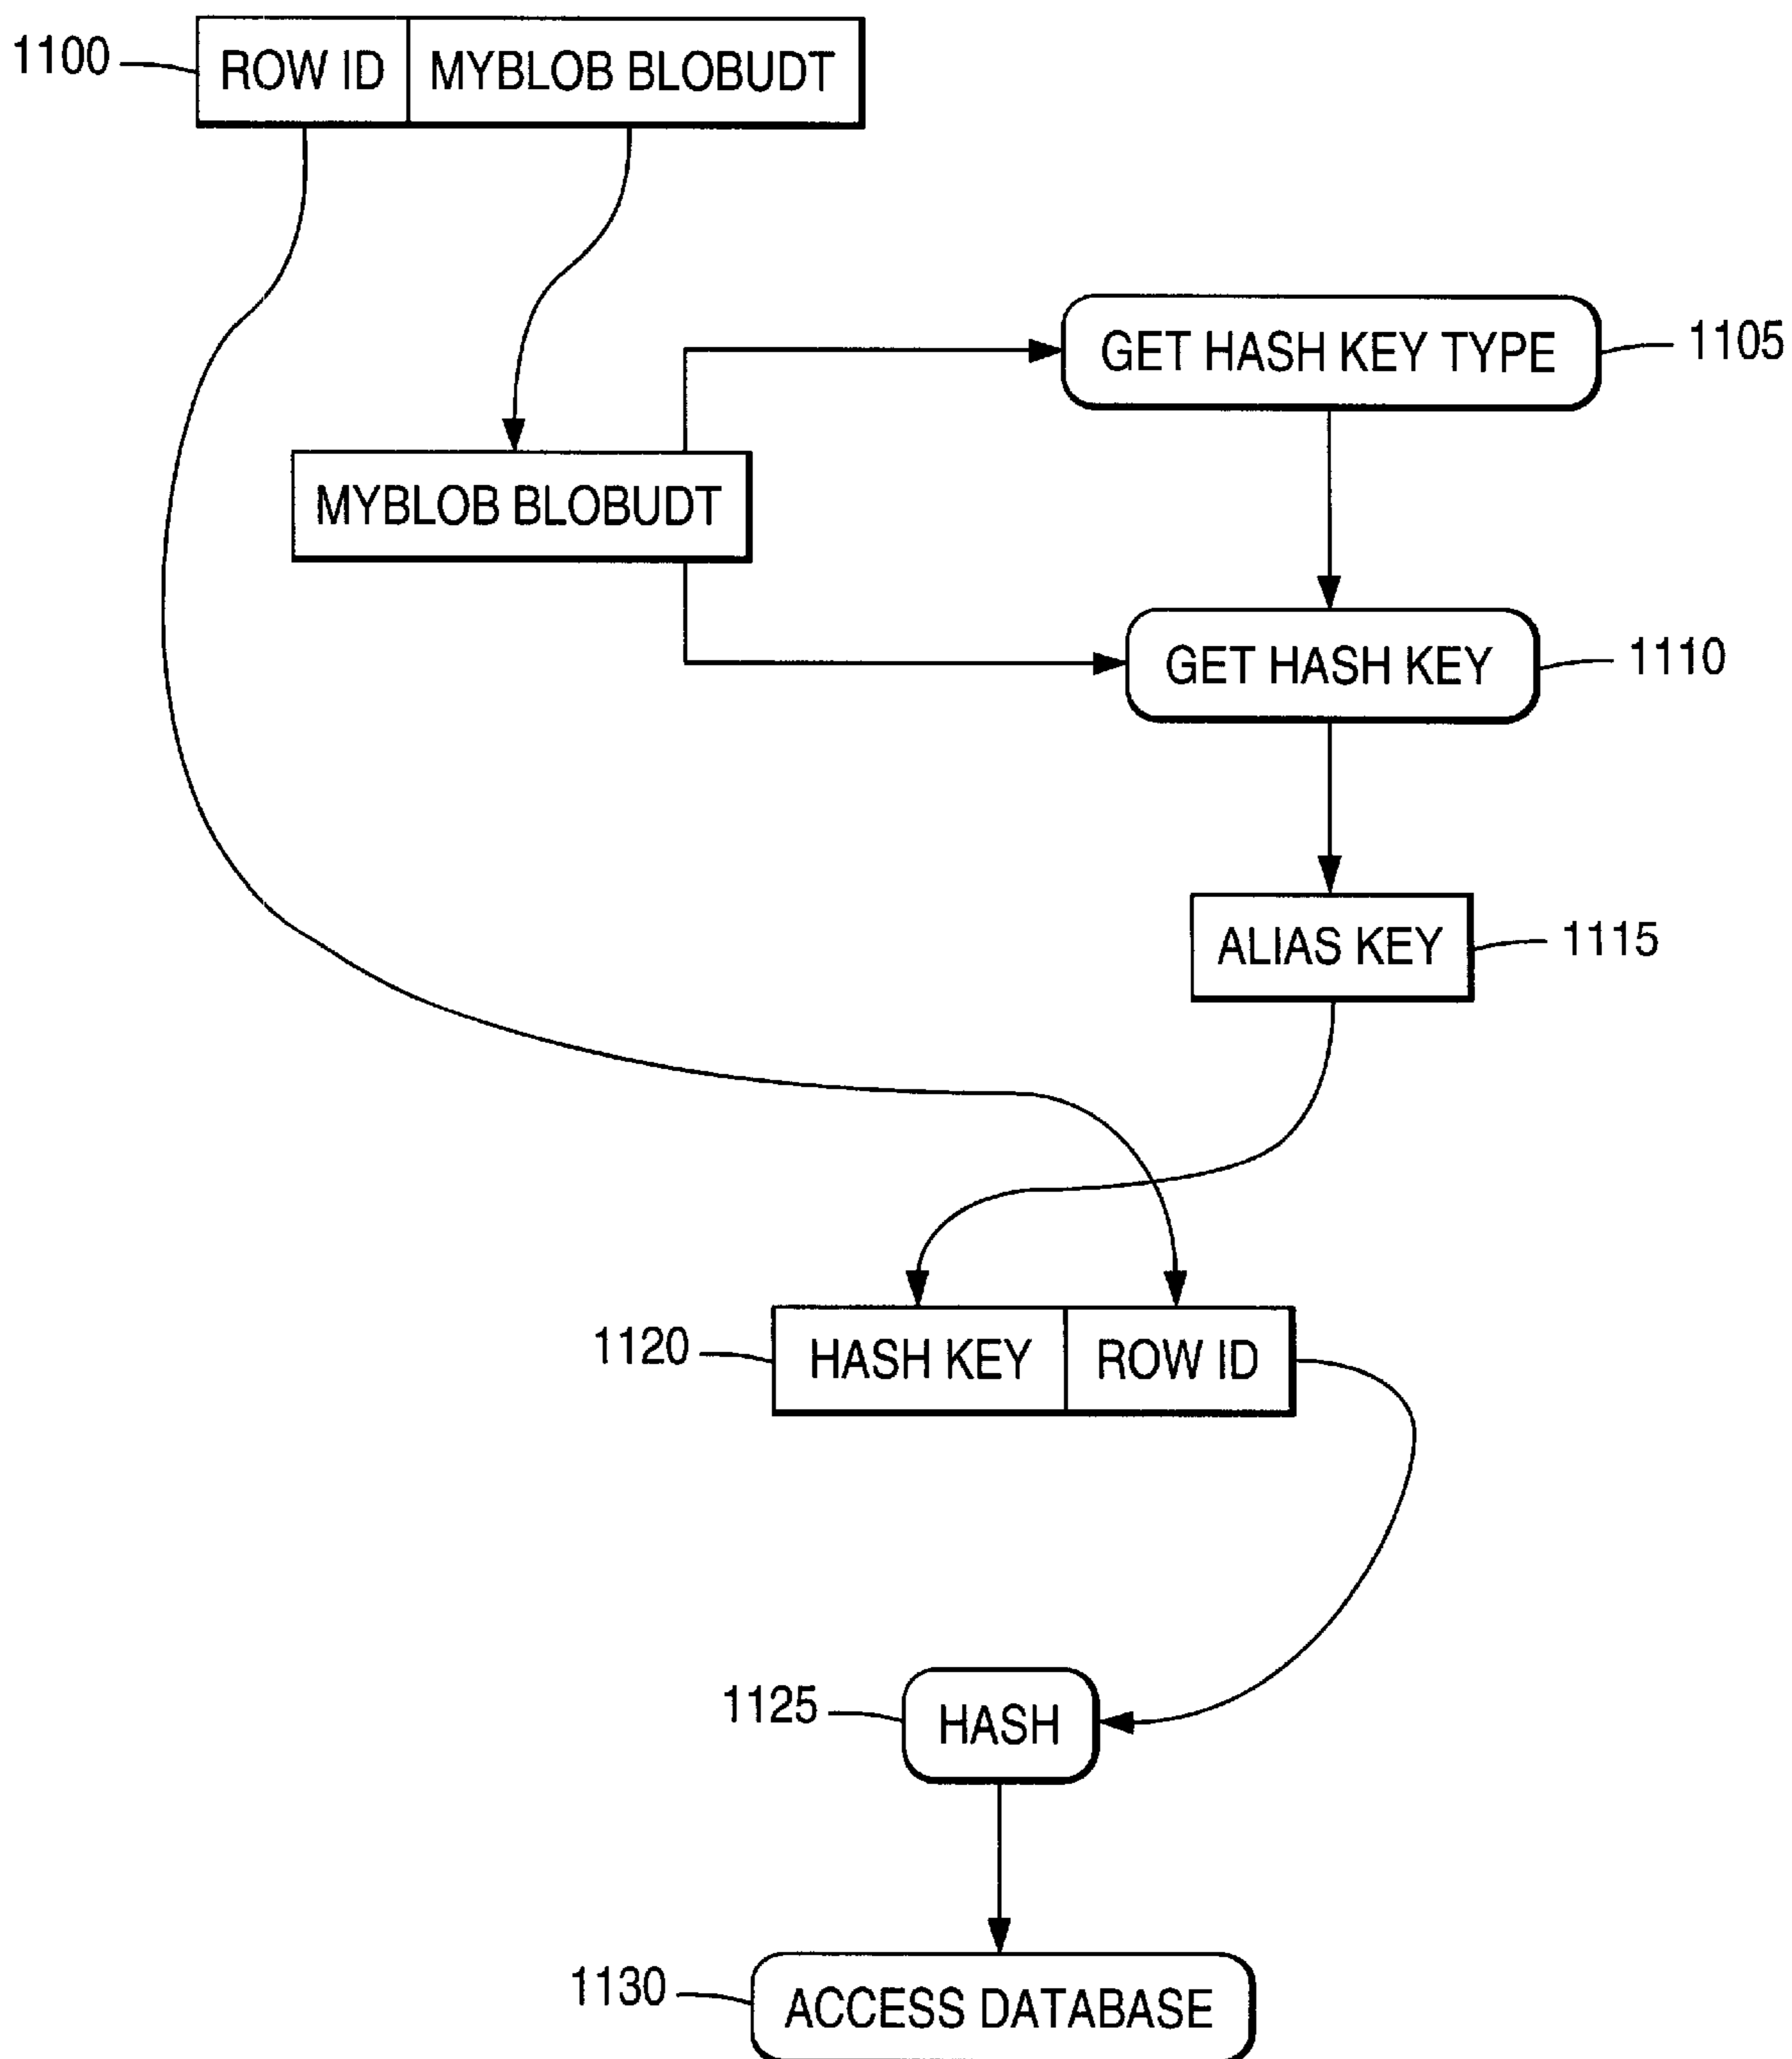 1100
ROW ID
MYBLOB BLOBUDT
GET HASH KEY TYPE
1105
MYBLOB BLOBUDT
GET HASH KEY
1110
ALIAS KEY
1115
1120
HASH KEY
ROW ID
1125
HASH
1130
ACCESS DATABASE